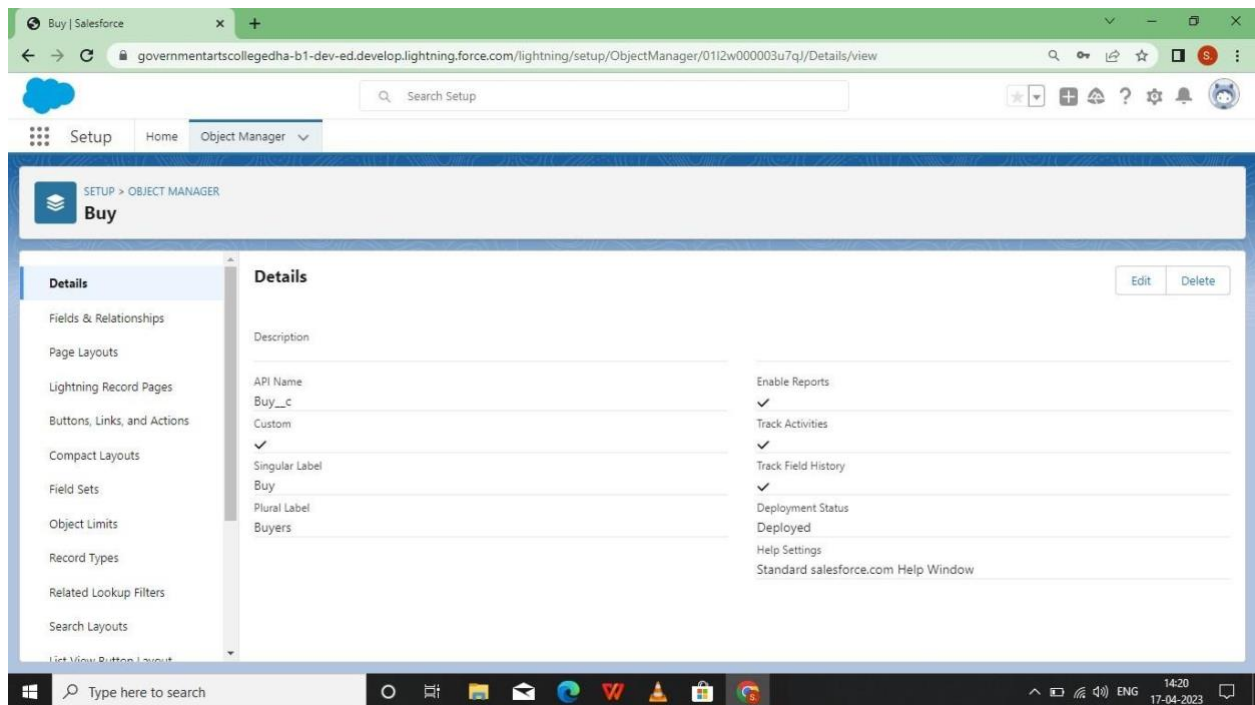 Buy | Salesforce
governmentartscollegedha-b1-dev-ed.develop.lightning.force.com/lightning/setup/ObjectManager/01I2w000003u7qJ/Details/view
S.
Search Setup
Setup Home Object Manager
SETUP > OBJECT MANAGER
Buy
Details
Fields & Relationships
Page Layouts
Lightning Record Pages
Buttons, Links, and Actions
Compact Layouts
Field Sets
Object Limits
Record Types
Related Lookup Filters
Search Layouts
List View Button Layout
Details
Edit Delete
Description
API Name
Buy__c
Custom
Singular Label
Buy
Plural Label
Buyers
Enable Reports
Track Activities
Track Field History
Deployment Status
Deployed
Help Settings
Standard salesforce.com Help Window
Type here to search
ENG
14:20
17-04-2023